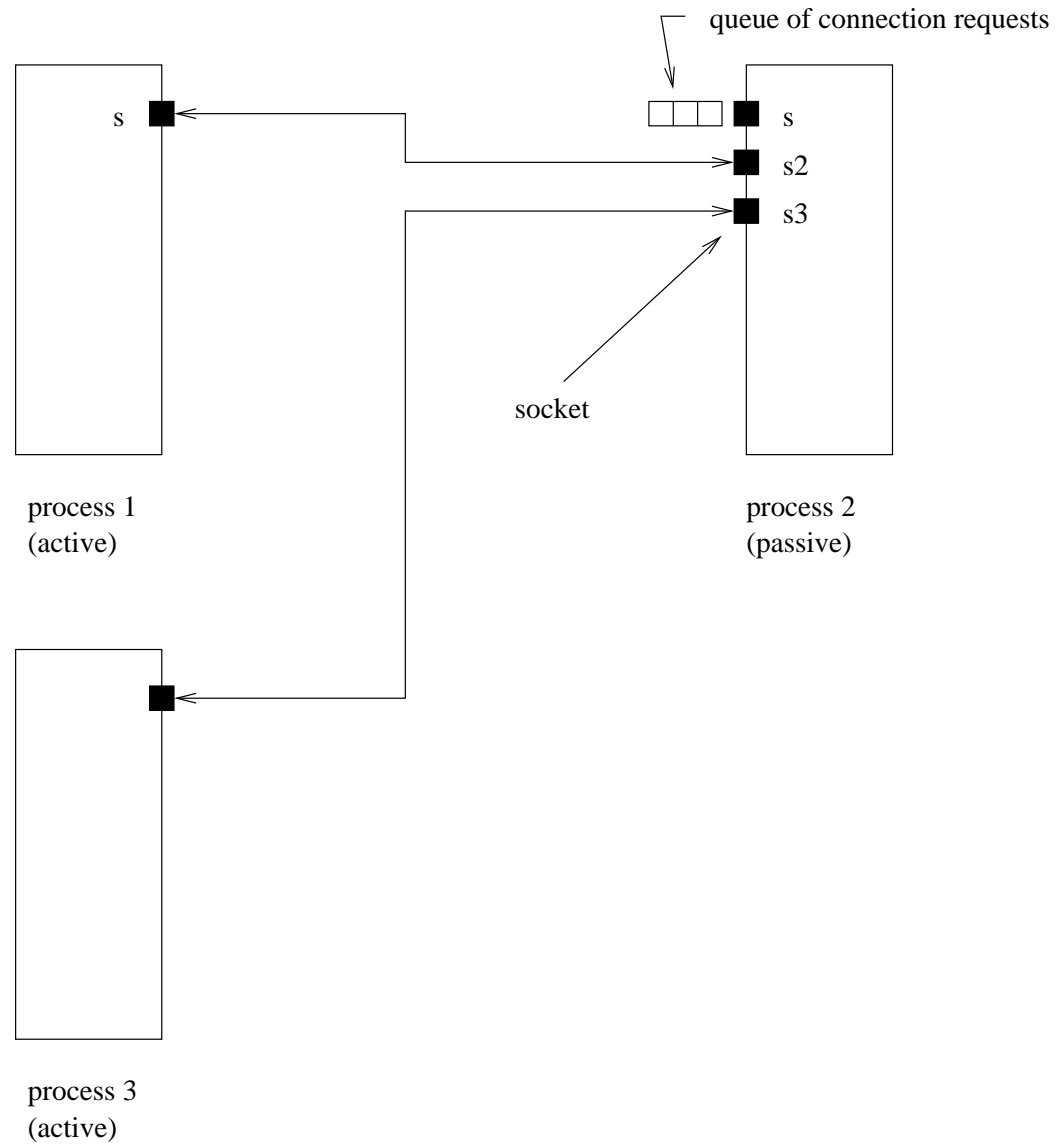 queue of connection requests
s
s
s2
s3
socket
process 1
(active)
process 2
(passive)
process 3
(active)